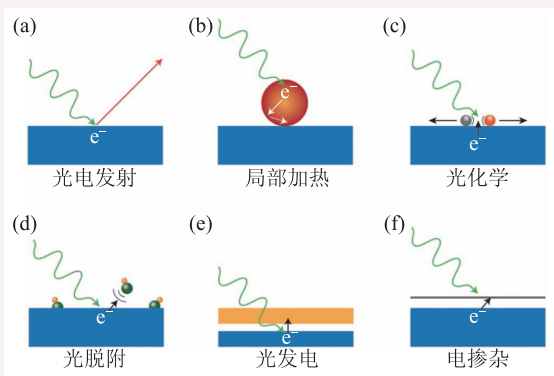 (a)
e⁻
光电发射
(b)
e⁻
局部加热
(c)
e⁻
光化学
(d)
e⁻
光脱附
(e)
e⁻
光发电
(f)
e⁻
电掺杂